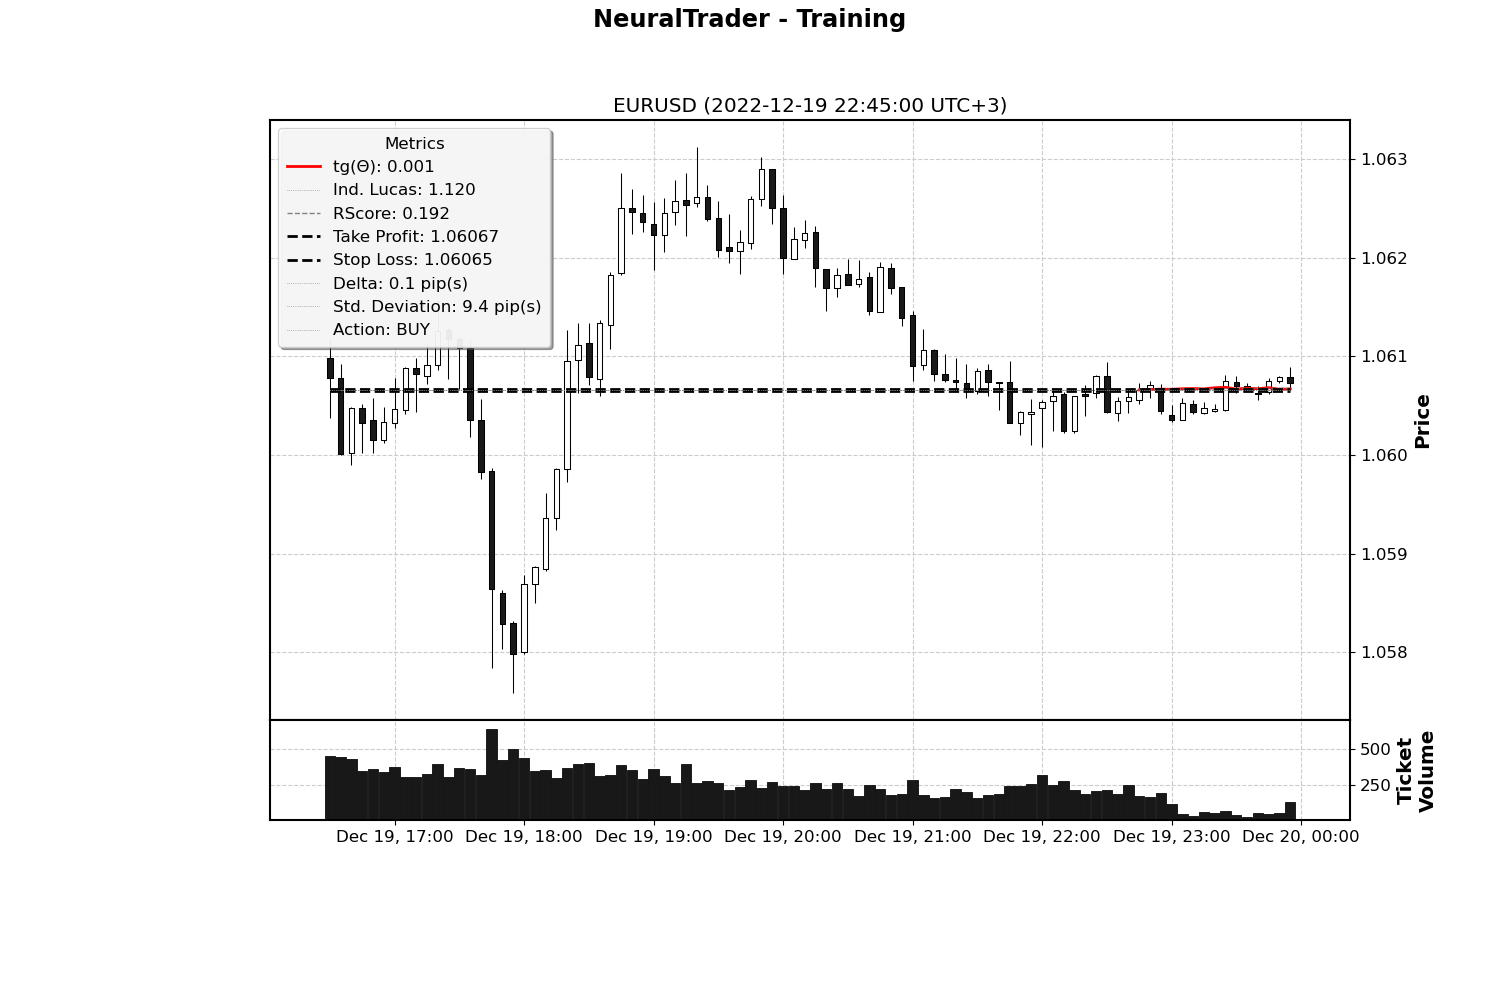 NeuralTrader - Training
EURUSD (2022-12-19 22:45:00 UTC+3)
Metrics
tg(Θ): 0.001
Ind. Lucas: 1.120
RScore: 0.192
Take Profit: 1.06067
Stop Loss: 1.06065
Delta: 0.1 pip(s)
Std. Deviation: 9.4 pip(s)
Action: BUY
1.063
1.062
1.061
1.060
1.059
1.058
Price
500
250
Ticket
Volume
Dec 19, 17:00 Dec 19, 18:00 Dec 19, 19:00 Dec 19, 20:00 Dec 19, 21:00 Dec 19, 22:00 Dec 19, 23:00 Dec 20, 00:00